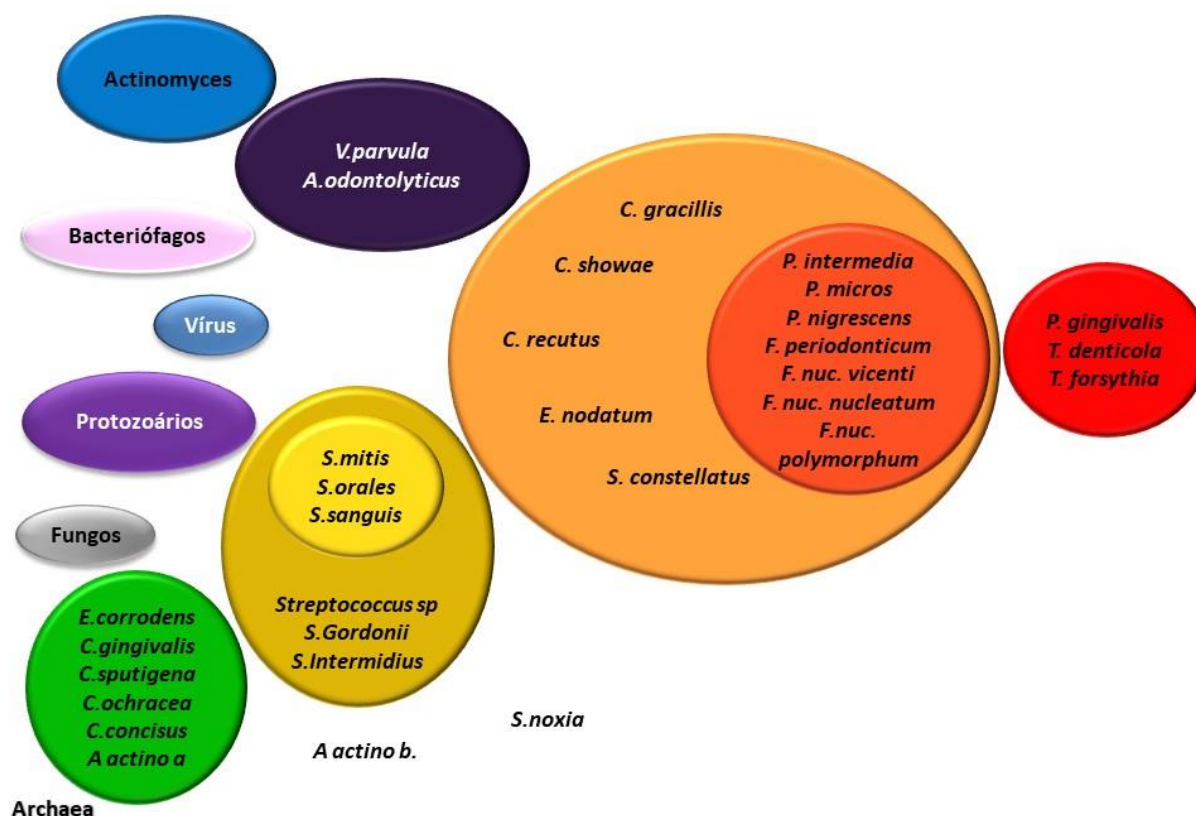 Actinomyces
V.parvula
A.odontolyticus
Bacteriófagos
Vírus
Protozoários
Fungos
S.mitis
S.orales
S.sanguis
Streptococcus sp
S.Gordonii
S.Intermidius
E.corrodens
C.gingivalis
C.sputigena
C.ochracea
C.concisus
A actino a
Archaea
A actino b.
S.noxia
C. gracillis
C. showae
C. recutus
E. nodatum
S. constellatus
P. intermedia
P. micros
P. nigrescens
F. periodonticum
F. nuc. vicenti
F. nuc. nucleatum
F.nuc.
polymorphum
P. gingivalis
T. denticola
T. forsythia